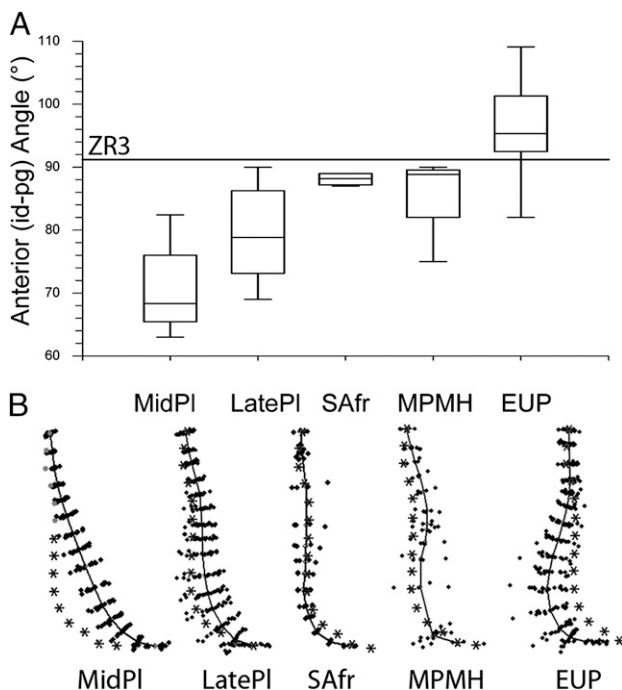 A
Anterior (id-pg) Angle (°)
110
100
90
80
70
60
ZR3
MidPl LatePl SAfr MPMH EUP
B
MidPl LatePl SAfr MPMH EUP